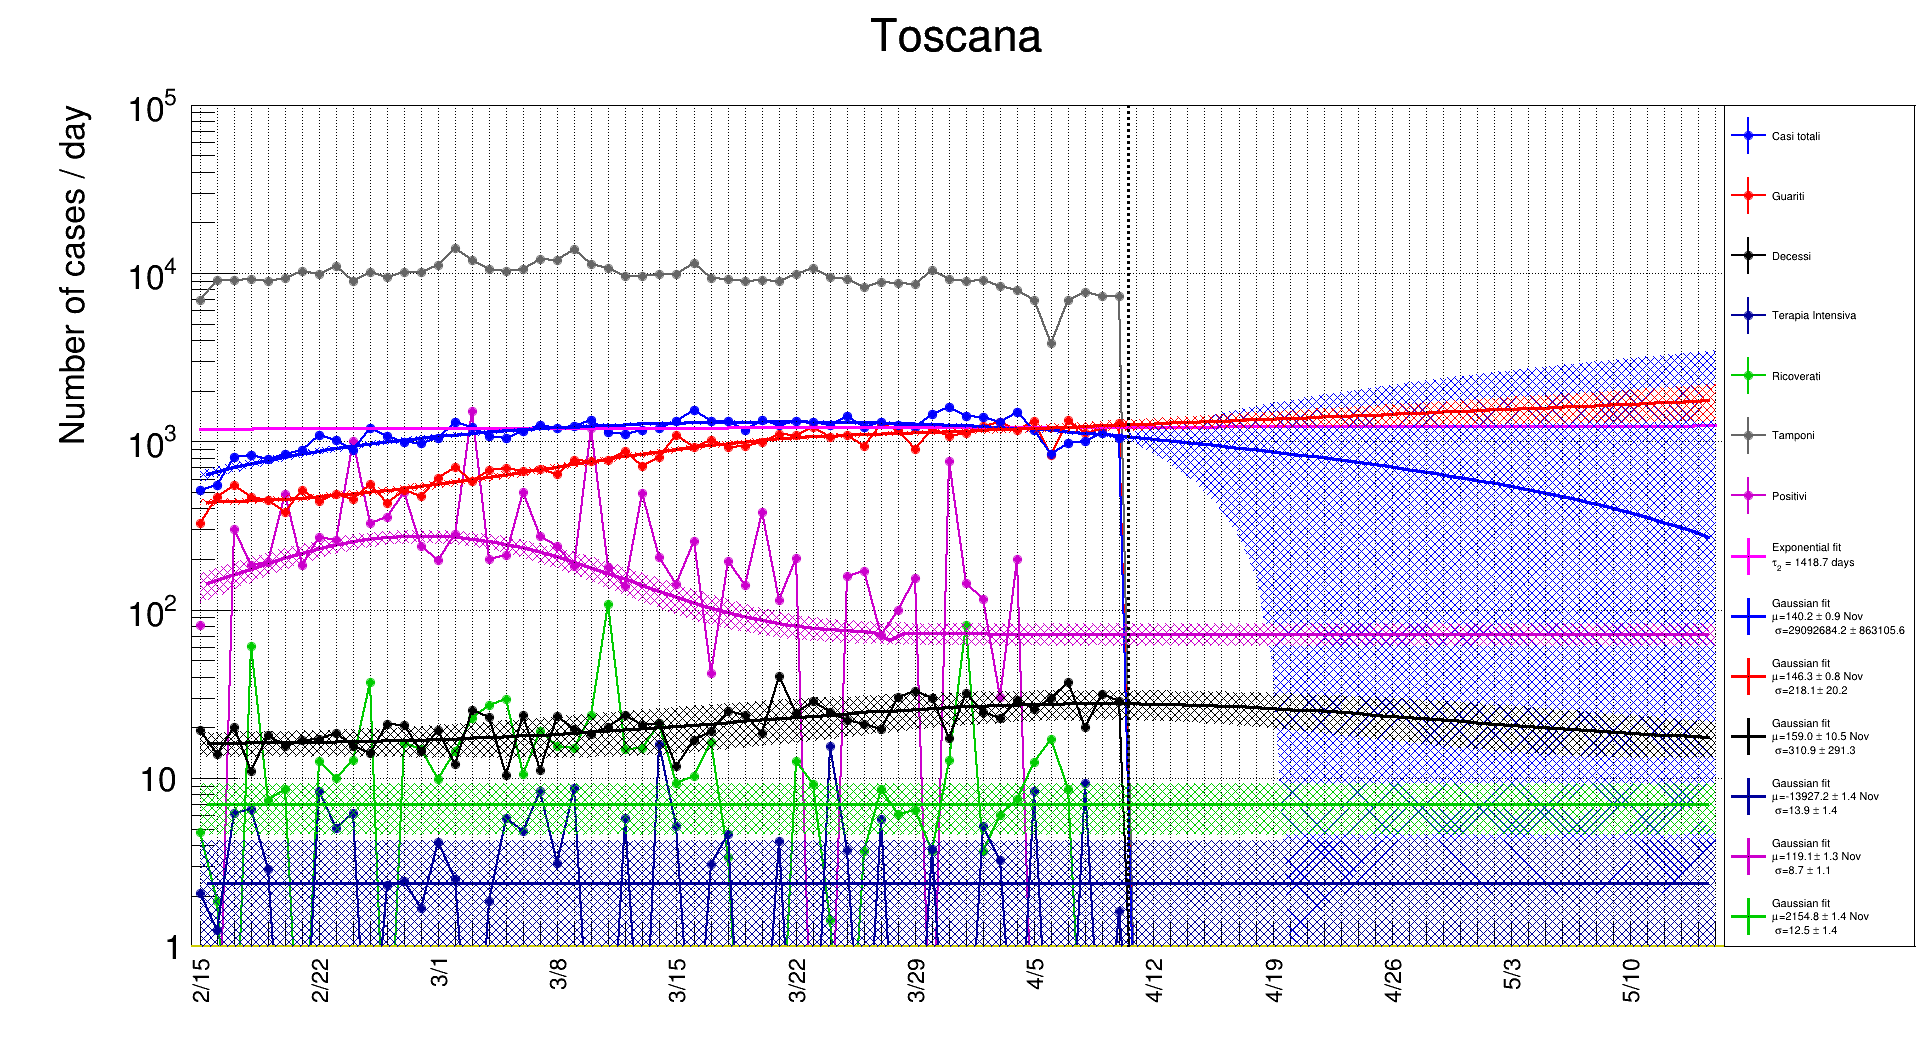 Toscana
Number of cases / day
10^5
10^4
10^3
10^2
10
1
2/15
2/22
3/1
3/8
3/15
3/22
3/29
4/5
4/12
4/19
4/26
5/3
5/10
Casi totali
Guariti
Decessi
Terapia Intensiva
Ricoverati
Tamponi
Positivi
Exponential fit
τ_2 = 1418.7 days
Gaussian fit
μ=140.2 ± 0.9 Nov
σ=29092684.2 ± 863105.6
Gaussian fit
μ=146.3 ± 0.8 Nov
σ=218.1 ± 20.2
Gaussian fit
μ=159.0 ± 10.5 Nov
σ=310.9 ± 291.3
Gaussian fit
μ=-13927.2 ± 1.4 Nov
σ=13.9 ± 1.4
Gaussian fit
μ=119.1 ± 1.3 Nov
σ=8.7 ± 1.1
Gaussian fit
μ=2154.8 ± 1.4 Nov
σ=12.5 ± 1.4